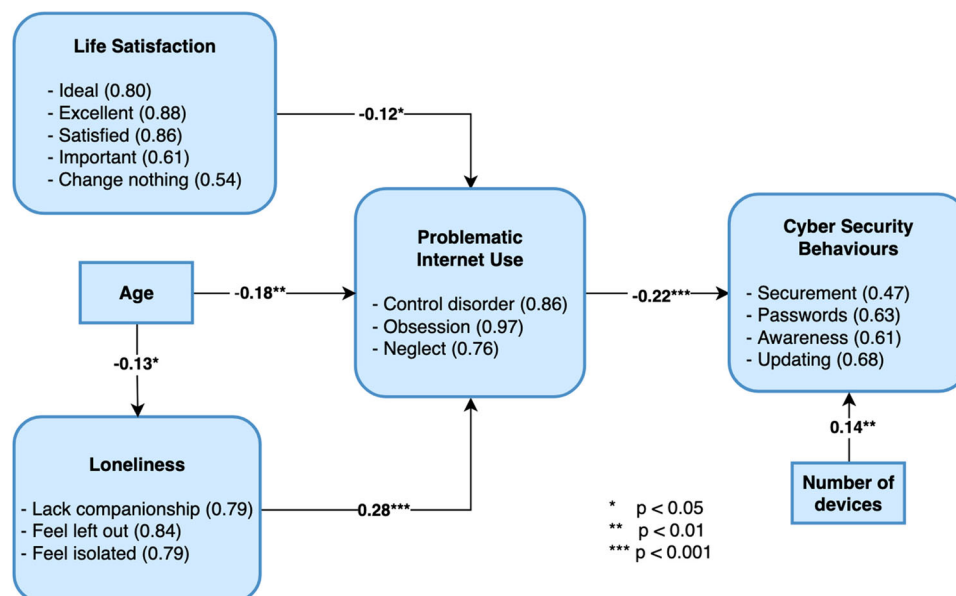 Life Satisfaction
- Ideal (0.80)
- Excellent (0.88)
- Satisfied (0.86)
- Important (0.61)
- Change nothing (0.54)
-0.12*
Problematic
Internet Use
- Control disorder (0.86)
- Obsession (0.97)
- Neglect (0.76)
Cyber Security
Behaviours
- Securement (0.47)
- Passwords (0.63)
- Awareness (0.61)
- Updating (0.68)
Age
-0.18**
-0.22***
-0.13*
Loneliness
- Lack companionship (0.79)
- Feel left out (0.84)
- Feel isolated (0.79)
0.28***
0.14**
Number of
devices
* p < 0.05
** p < 0.01
*** p < 0.001